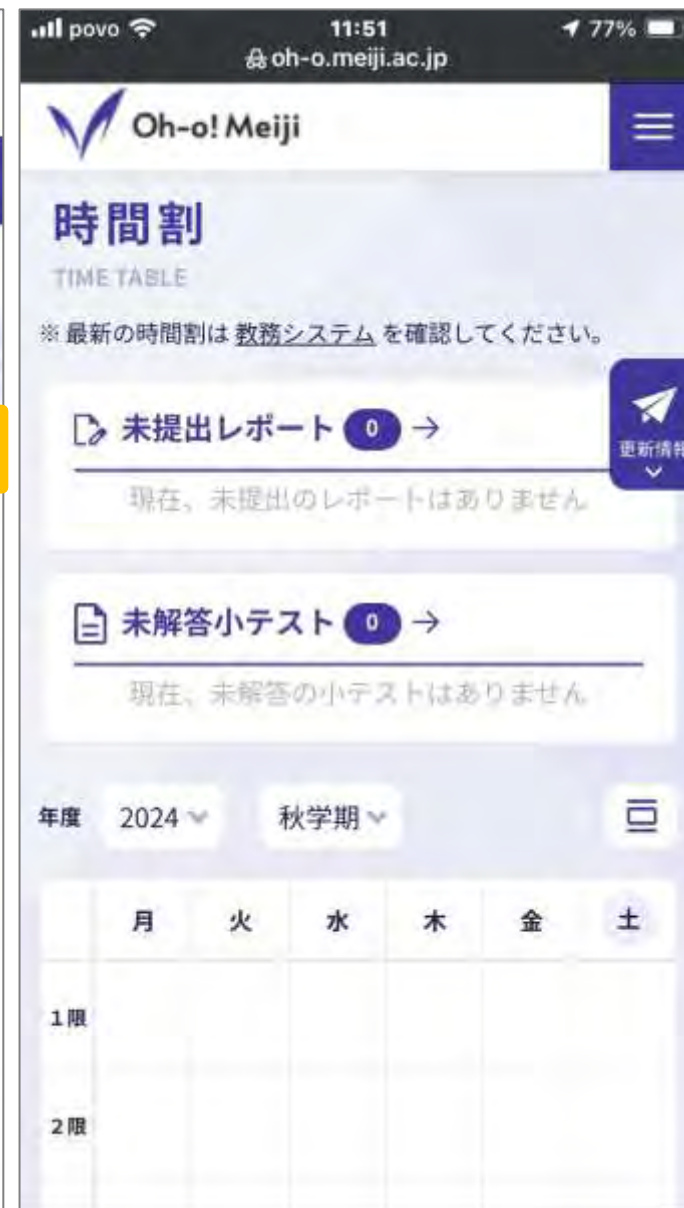 povo 11:51 77%
oh-o.meiji.ac.jp
Oh-o! Meiji
時間割
TIME TABLE
※ 最新の時間割は 教務システム を確認してください。
未提出レポート 0 →
更新情報
現在、未提出のレポートはありません
未解答小テスト 0 →
現在、未解答の小テストはありません
年度 2024 秋学期
月 火 水 木 金 土
1限
2限